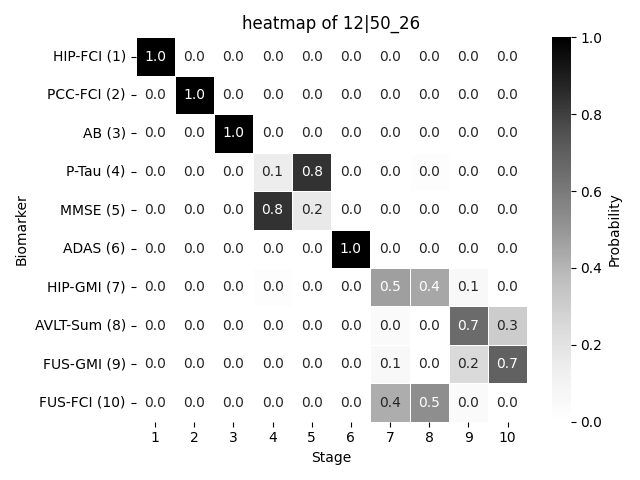 heatmap of 12|50_26
HIP-FCI (1) 1.0 0.0 0.0 0.0 0.0 0.0 0.0 0.0 0.0 0.0
PCC-FCI (2) 0.0 1.0 0.0 0.0 0.0 0.0 0.0 0.0 0.0 0.0
AB (3) 0.0 0.0 1.0 0.0 0.0 0.0 0.0 0.0 0.0 0.0
P-Tau (4) 0.0 0.0 0.0 0.1 0.8 0.0 0.0 0.0 0.0 0.0
MMSE (5) 0.0 0.0 0.0 0.8 0.2 0.0 0.0 0.0 0.0 0.0
ADAS (6) 0.0 0.0 0.0 0.0 0.0 1.0 0.0 0.0 0.0 0.0
HIP-GMI (7) 0.0 0.0 0.0 0.0 0.0 0.0 0.5 0.4 0.1 0.0
AVLT-Sum (8) 0.0 0.0 0.0 0.0 0.0 0.0 0.0 0.0 0.7 0.3
FUS-GMI (9) 0.0 0.0 0.0 0.0 0.0 0.0 0.1 0.0 0.2 0.7
FUS-FCI (10) 0.0 0.0 0.0 0.0 0.0 0.0 0.4 0.5 0.0 0.0
1 2 3 4 5 6 7 8 9 10
Stage
Biomarker
1.0
0.8
0.6
0.4
0.2
0.0
Probability